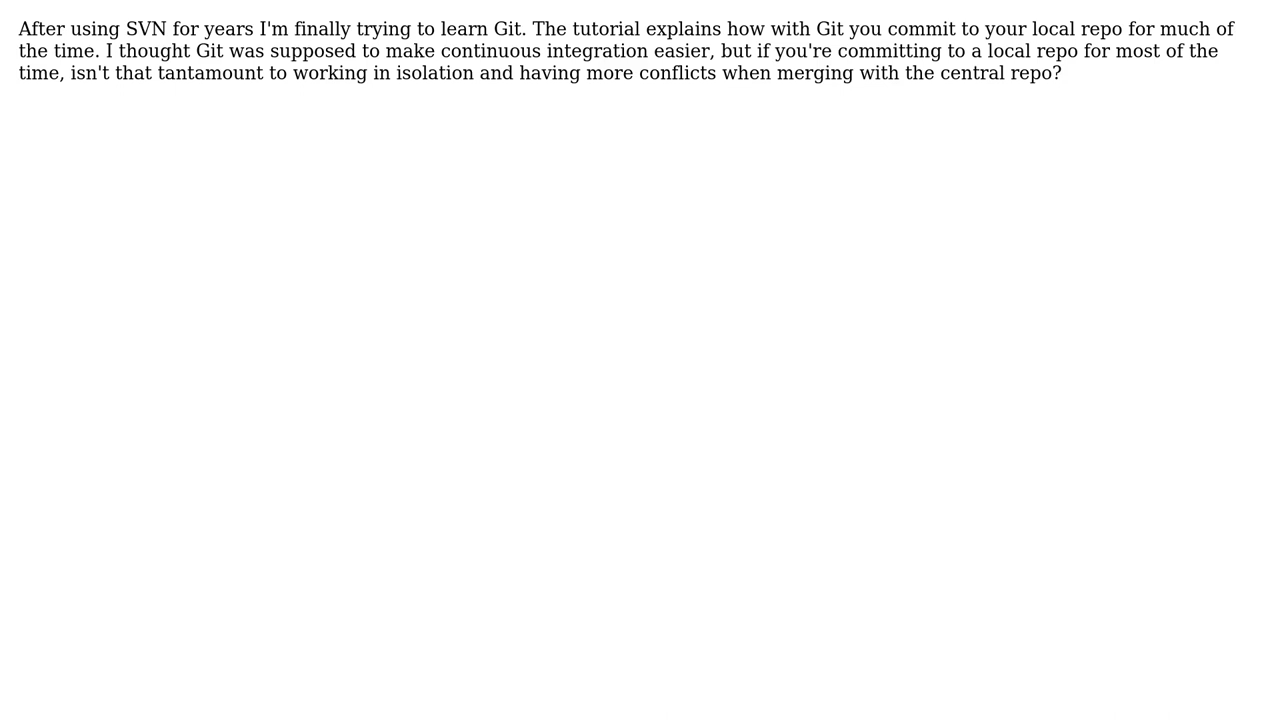 After using SVN for years I'm finally trying to learn Git. The tutorial explains how with Git you commit to your local repo for much of
the time. I thought Git was supposed to make continuous integration easier, but if you're committing to a local repo for most of the
time, isn't that tantamount to working in isolation and having more conflicts when merging with the central repo?